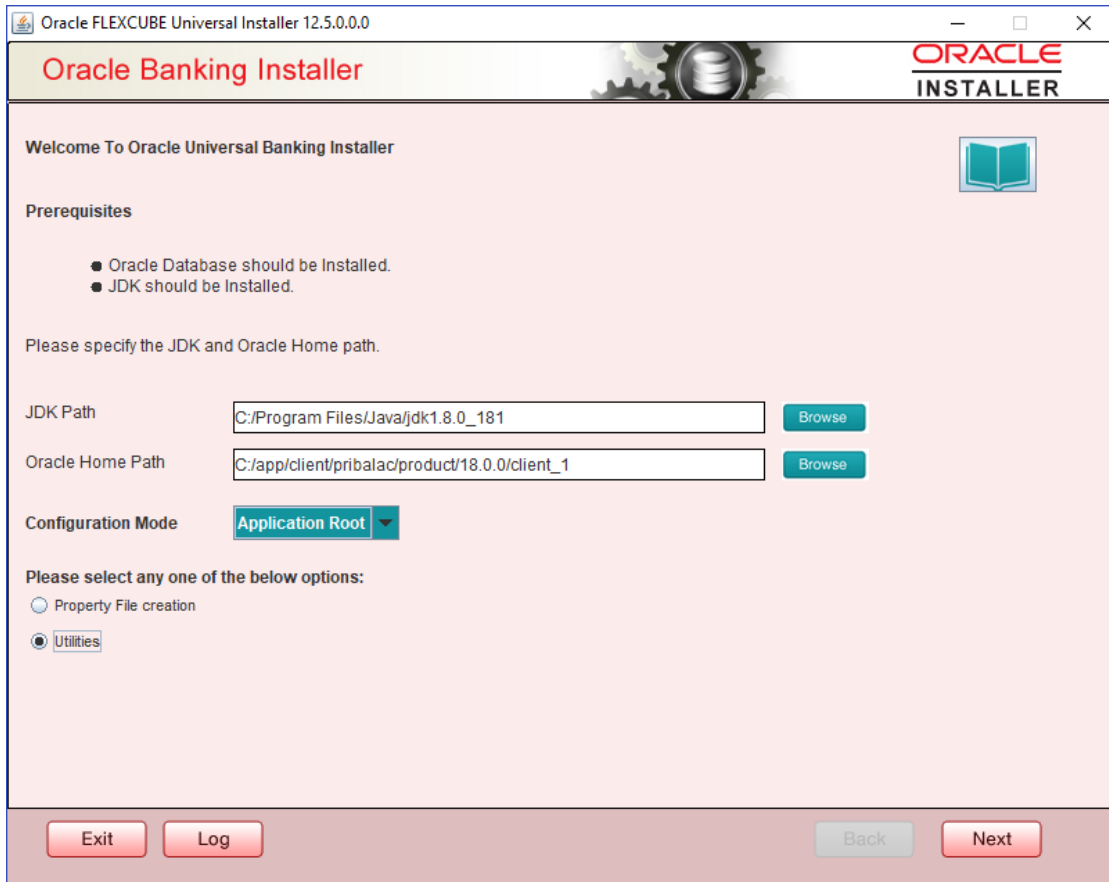 Oracle FLEXCUBE Universal Installer 12.5.0.0.0
Oracle Banking Installer
ORACLE
INSTALLER
Welcome To Oracle Universal Banking Installer
Prerequisites
Oracle Database should be Installed.
JDK should be Installed.
Please specify the JDK and Oracle Home path.
JDK Path
C:/Program Files/Java/jdk1.8.0_181
Browse
Oracle Home Path
C:/app/client/pribalac/product/18.0.0/client_1
Browse
Configuration Mode
Application Root
Please select any one of the below options:
Property File creation
Utilities
Exit
Log
Back
Next